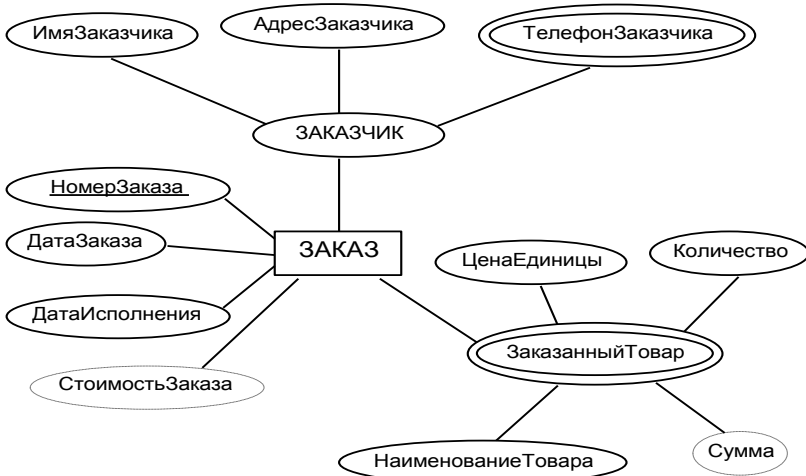 ИмяЗаказчика
АдресЗаказчика
ТелефонЗаказчика
ЗАКАЗЧИК
НомерЗаказа
ДатаЗаказа
ЗАКАЗ
ЦенаЕдиницы
Количество
ДатаИсполнения
ЗаказанныйТовар
СтоимостьЗаказа
НаименованиеТовара
Сумма